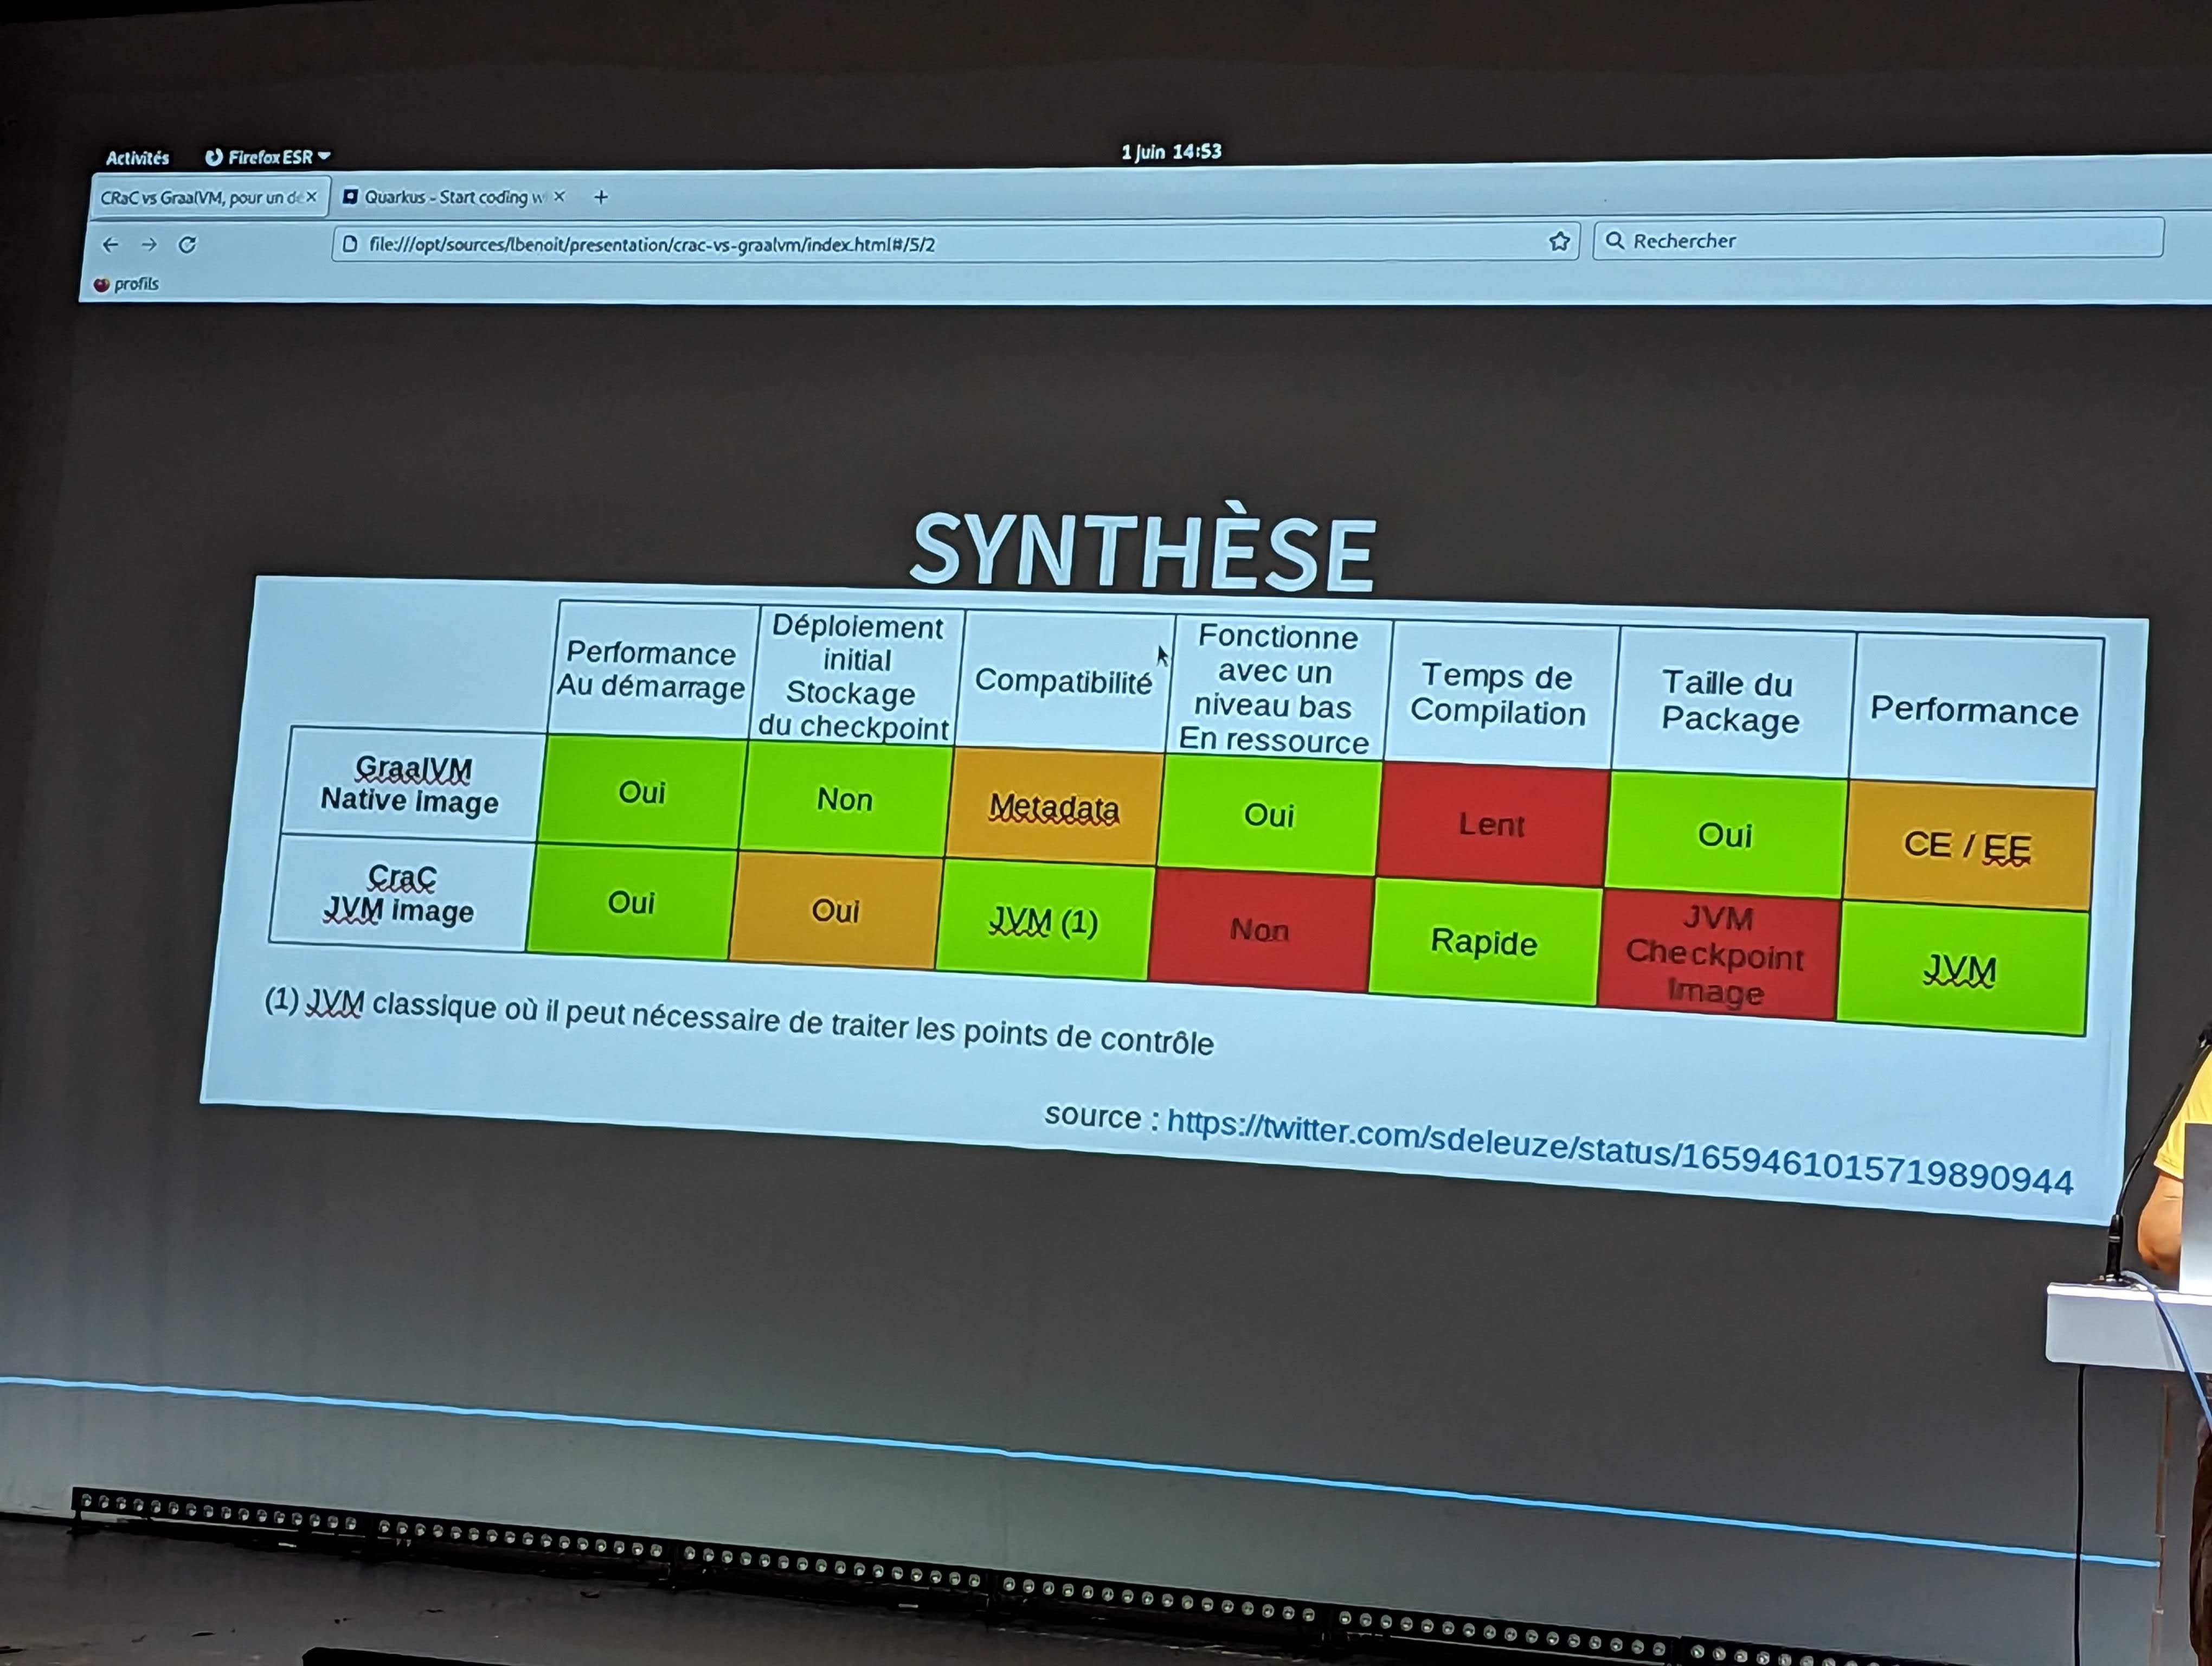 Activités Firefox ESR 1 juin 14:53
CRaC vs GraalVM, pour un de × Quarkus - Start coding w × +
file:///opt/sources/lbenoit/presentation/crac-vs-graalvm/index.html#/5/2 Rechercher
profils
SYNTHÈSE
Performance
Au démarrage
Déploiement
initial
Stockage
du checkpoint
Compatibilité
Fonctionne
avec un
niveau bas
En ressource
Temps de
Compilation
Taille du
Package
Performance
GraalVM
Native image
Oui
Non
Metadata
Oui
Lent
Oui
CE / EE
CraC
JVM image
Oui
Oui
JVM (1)
Non
Rapide
JVM
Checkpoint
Image
JVM
(1) JVM classique où il peut nécessaire de traiter les points de contrôle
source : https://twitter.com/sdeleuze/status/1659461015719890944